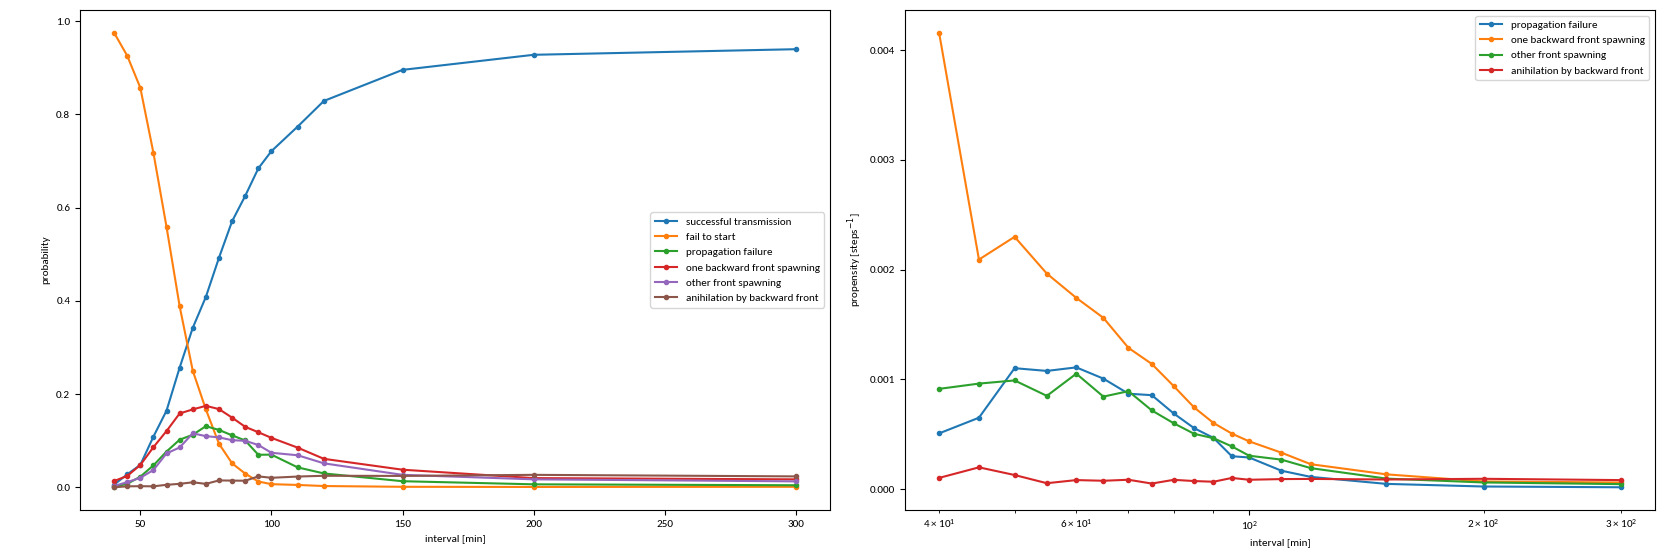 1.0
0.8
0.6
0.4
0.2
0.0
probability
50
100
150
200
250
300
interval [min]
successful transmission
fail to start
propagation failure
one backward front spawning
other front spawning
anihilation by backward front
0.004
0.003
0.002
0.001
0.000
propensity [steps⁻¹]
4 × 10¹
6 × 10¹
10²
2 × 10²
3 × 10²
interval [min]
propagation failure
one backward front spawning
other front spawning
anihilation by backward front